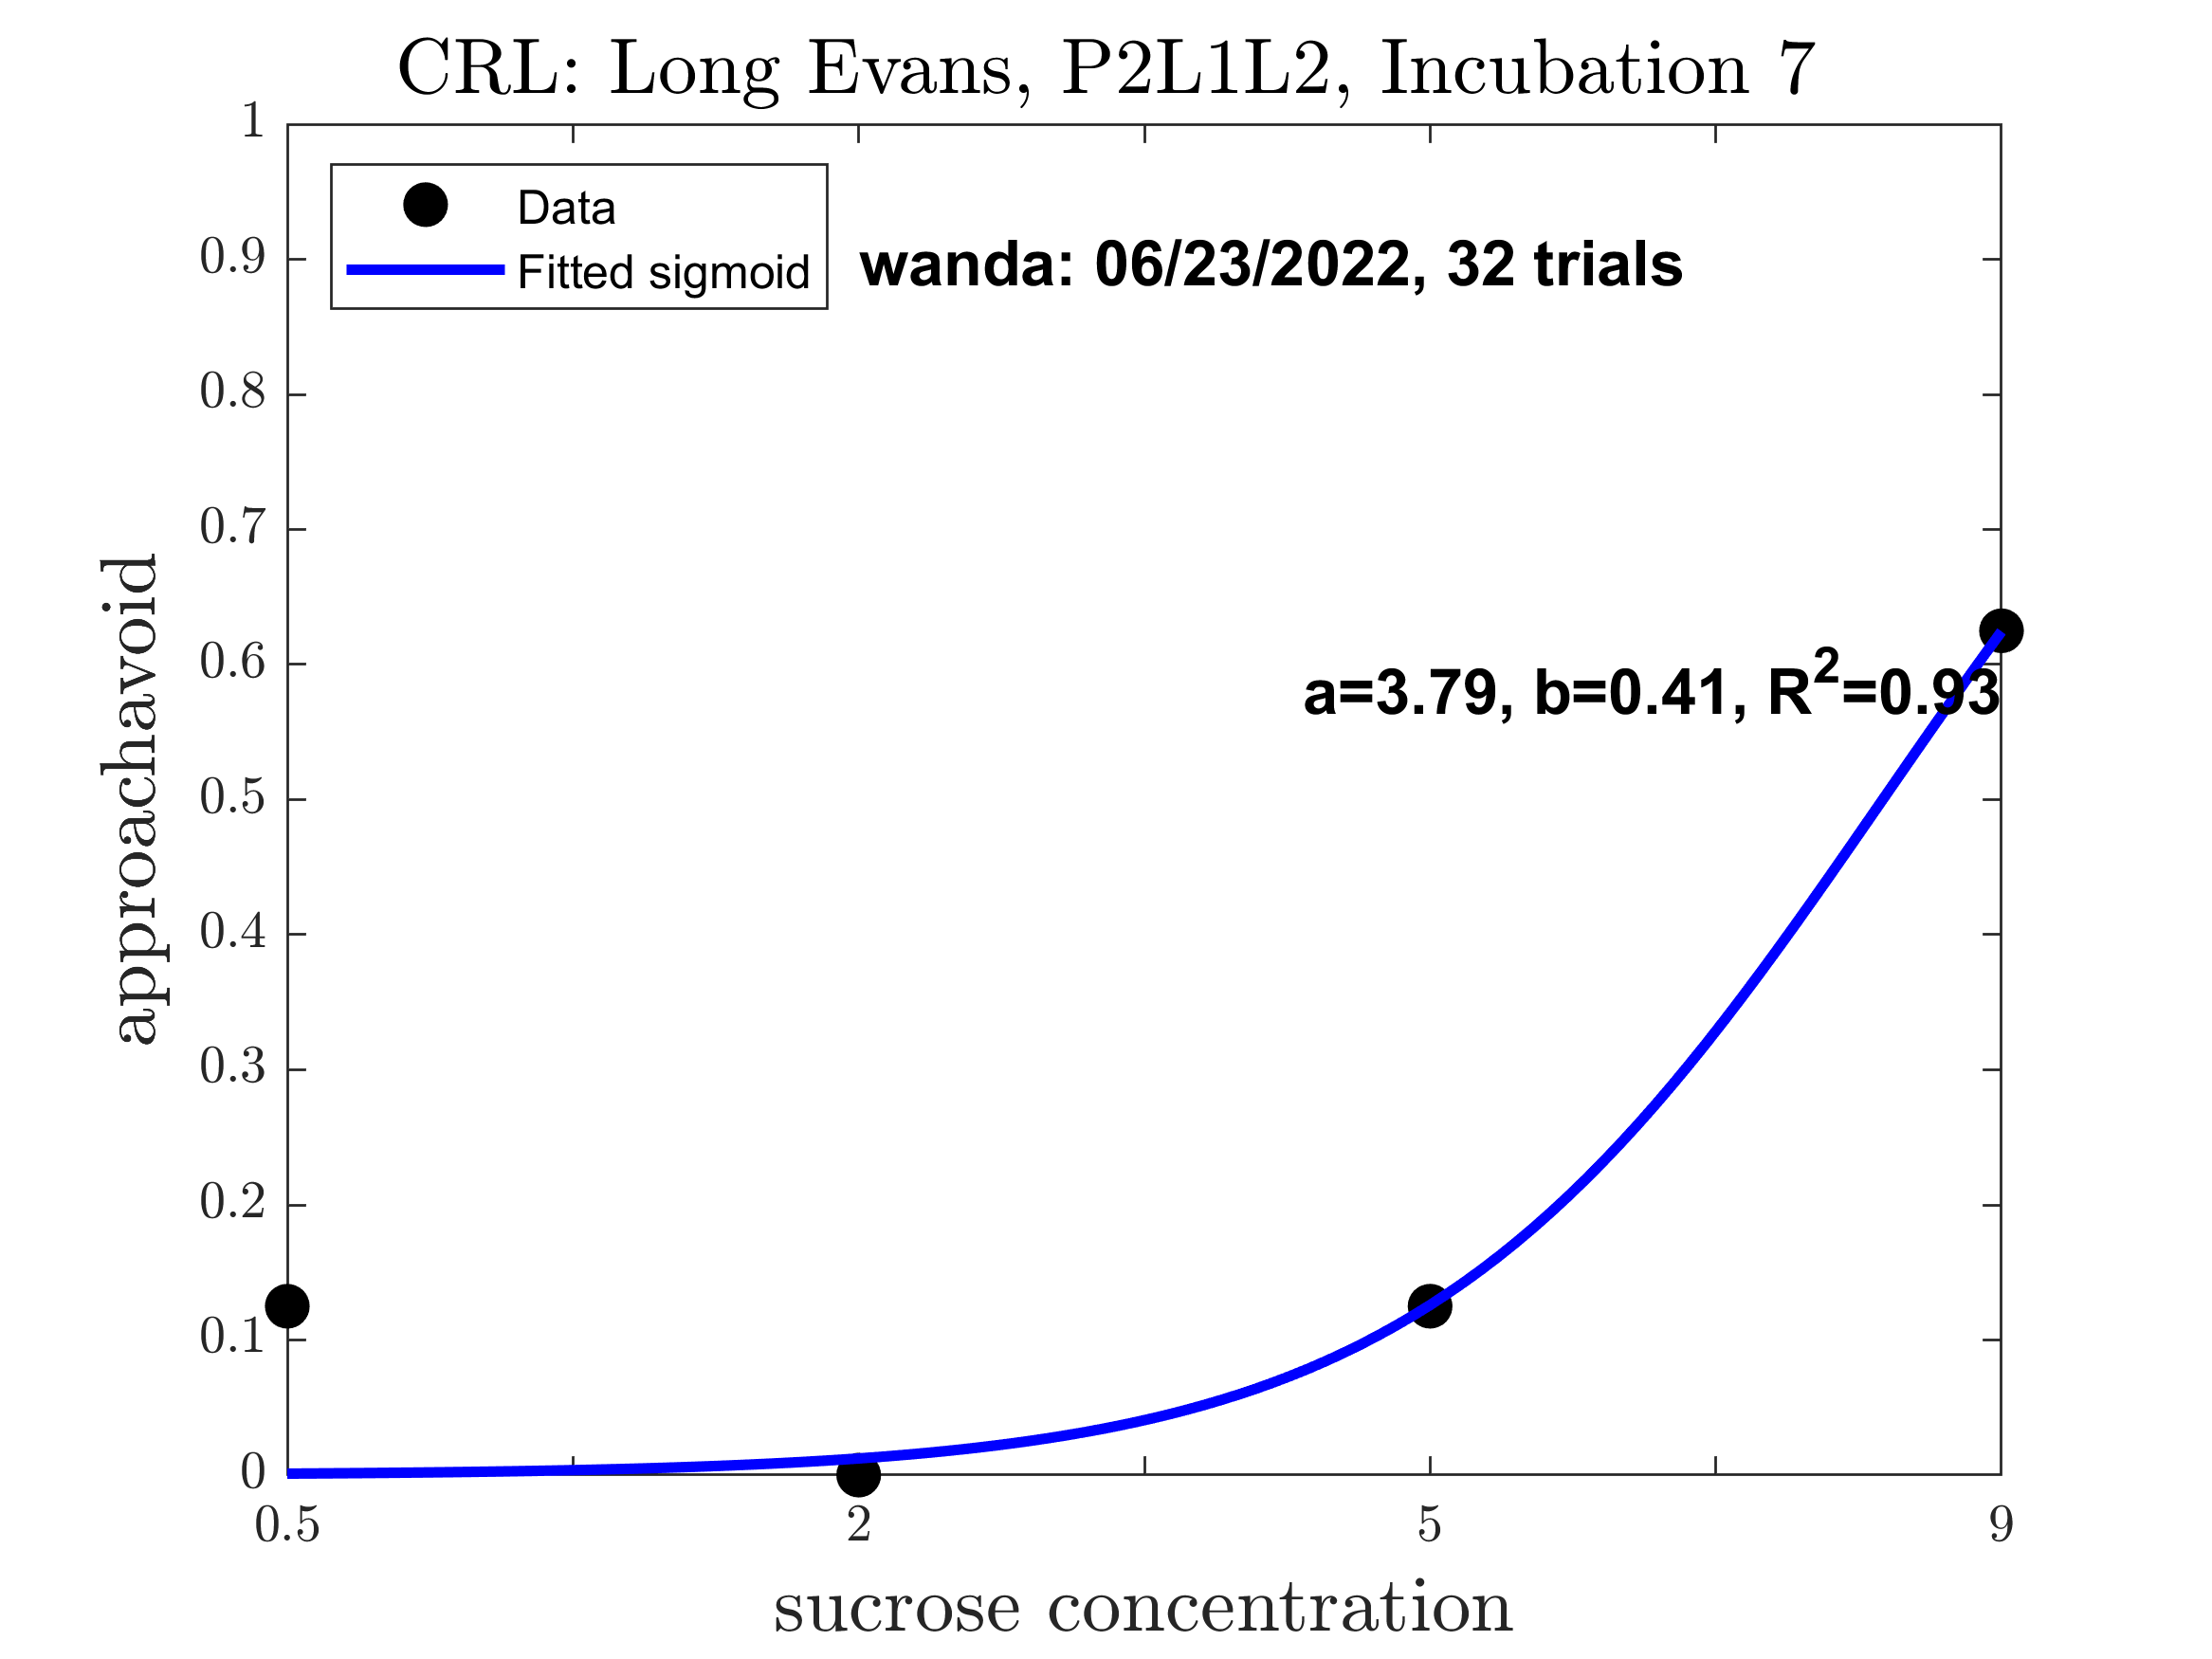 CRL: Long Evans, P2L1L2, Incubation 7
1
Data
Fitted sigmoid
wanda: 06/23/2022, 32 trials
0.9
0.8
0.7
0.6
a=3.79, b=0.41, R²=0.93
0.5
0.4
0.3
0.2
0.1
0
approachavoid
0.5 2 5 9
sucrose concentration